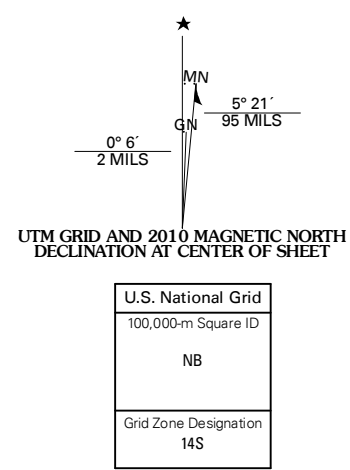 ★
MN
GN
5° 21´
95 MILS
0° 6´
2 MILS
UTM GRID AND 2010 MAGNETIC NORTH
DECLINATION AT CENTER OF SHEET
U.S. National Grid
100,000-m Square ID
NB
Grid Zone Designation
14S